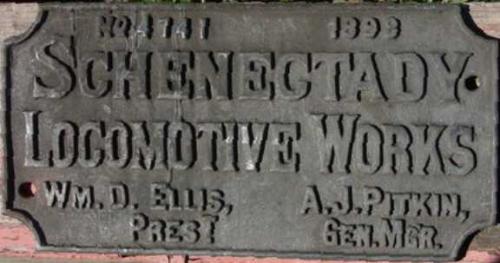 No 4741 1898
SCHENECTADY
LOCOMOTIVE WORKS
WM. D. ELLIS, A.J. PITKIN,
PREST GEN. MGR.